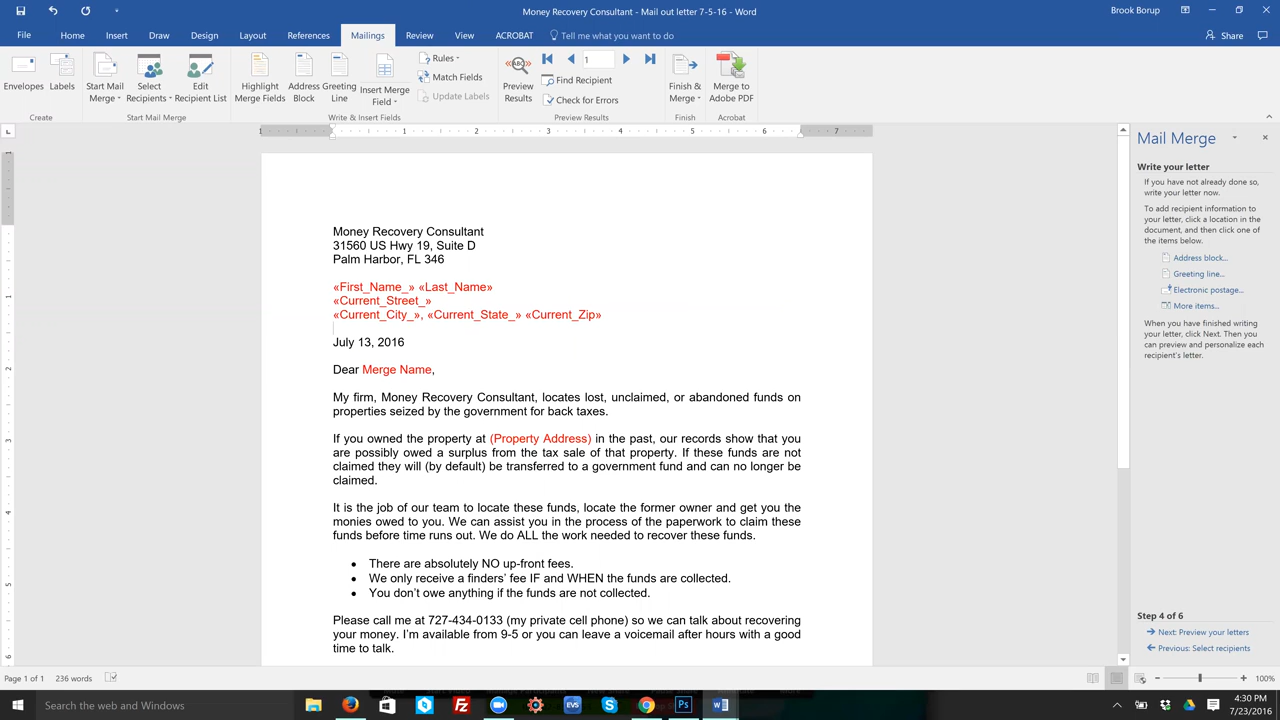 Money Recovery Consultant - Mail out letter 7-5-16 - Word
Brook Borup
File Home Insert Draw Design Layout References Mailings Review View ACROBAT Tell me what you want to do
Share
Envelopes
Labels
Create
Start Mail Merge
Select Recipients
Edit Recipient List
Start Mail Merge
Highlight Merge Fields
Address Block
Greeting Line
Insert Merge Field
Rules
Match Fields
Update Labels
Write & Insert Fields
Preview Results
1
Find Recipient
Check for Errors
Preview Results
Finish & Merge
Finish
Merge to Adobe PDF
Acrobat
1 1 2 3 4 5 6 7
Money Recovery Consultant
31560 US Hwy 19, Suite D
Palm Harbor, FL 346
«First_Name_» «Last_Name»
«Current_Street_»
«Current_City_», «Current_State_» «Current_Zip»
July 13, 2016
Dear Merge Name,
My firm, Money Recovery Consultant, locates lost, unclaimed, or abandoned funds on
properties seized by the government for back taxes.
If you owned the property at (Property Address) in the past, our records show that you
are possibly owed a surplus from the tax sale of that property. If these funds are not
claimed they will (by default) be transferred to a government fund and can no longer be
claimed.
It is the job of our team to locate these funds, locate the former owner and get you the
monies owed to you. We can assist you in the process of the paperwork to claim these
funds before time runs out. We do ALL the work needed to recover these funds.
• There are absolutely NO up-front fees.
• We only receive a finders’ fee IF and WHEN the funds are collected.
• You don’t owe anything if the funds are not collected.
Please call me at 727-434-0133 (my private cell phone) so we can talk about recovering
your money. I’m available from 9-5 or you can leave a voicemail after hours with a good
time to talk.
Mail Merge
Write your letter
If you have not already done so,
write your letter now.
To add recipient information to
your letter, click a location in the
document, and then click one of
the items below.
Address block...
Greeting line...
Electronic postage...
More items...
When you have finished writing
your letter, click Next. Then you
can preview and personalize each
recipient's letter.
Step 4 of 6
Next: Preview your letters
Previous: Select recipients
Page 1 of 1 236 words
100%
Search the web and Windows
EVS
Ps
4:30 PM
7/23/2016